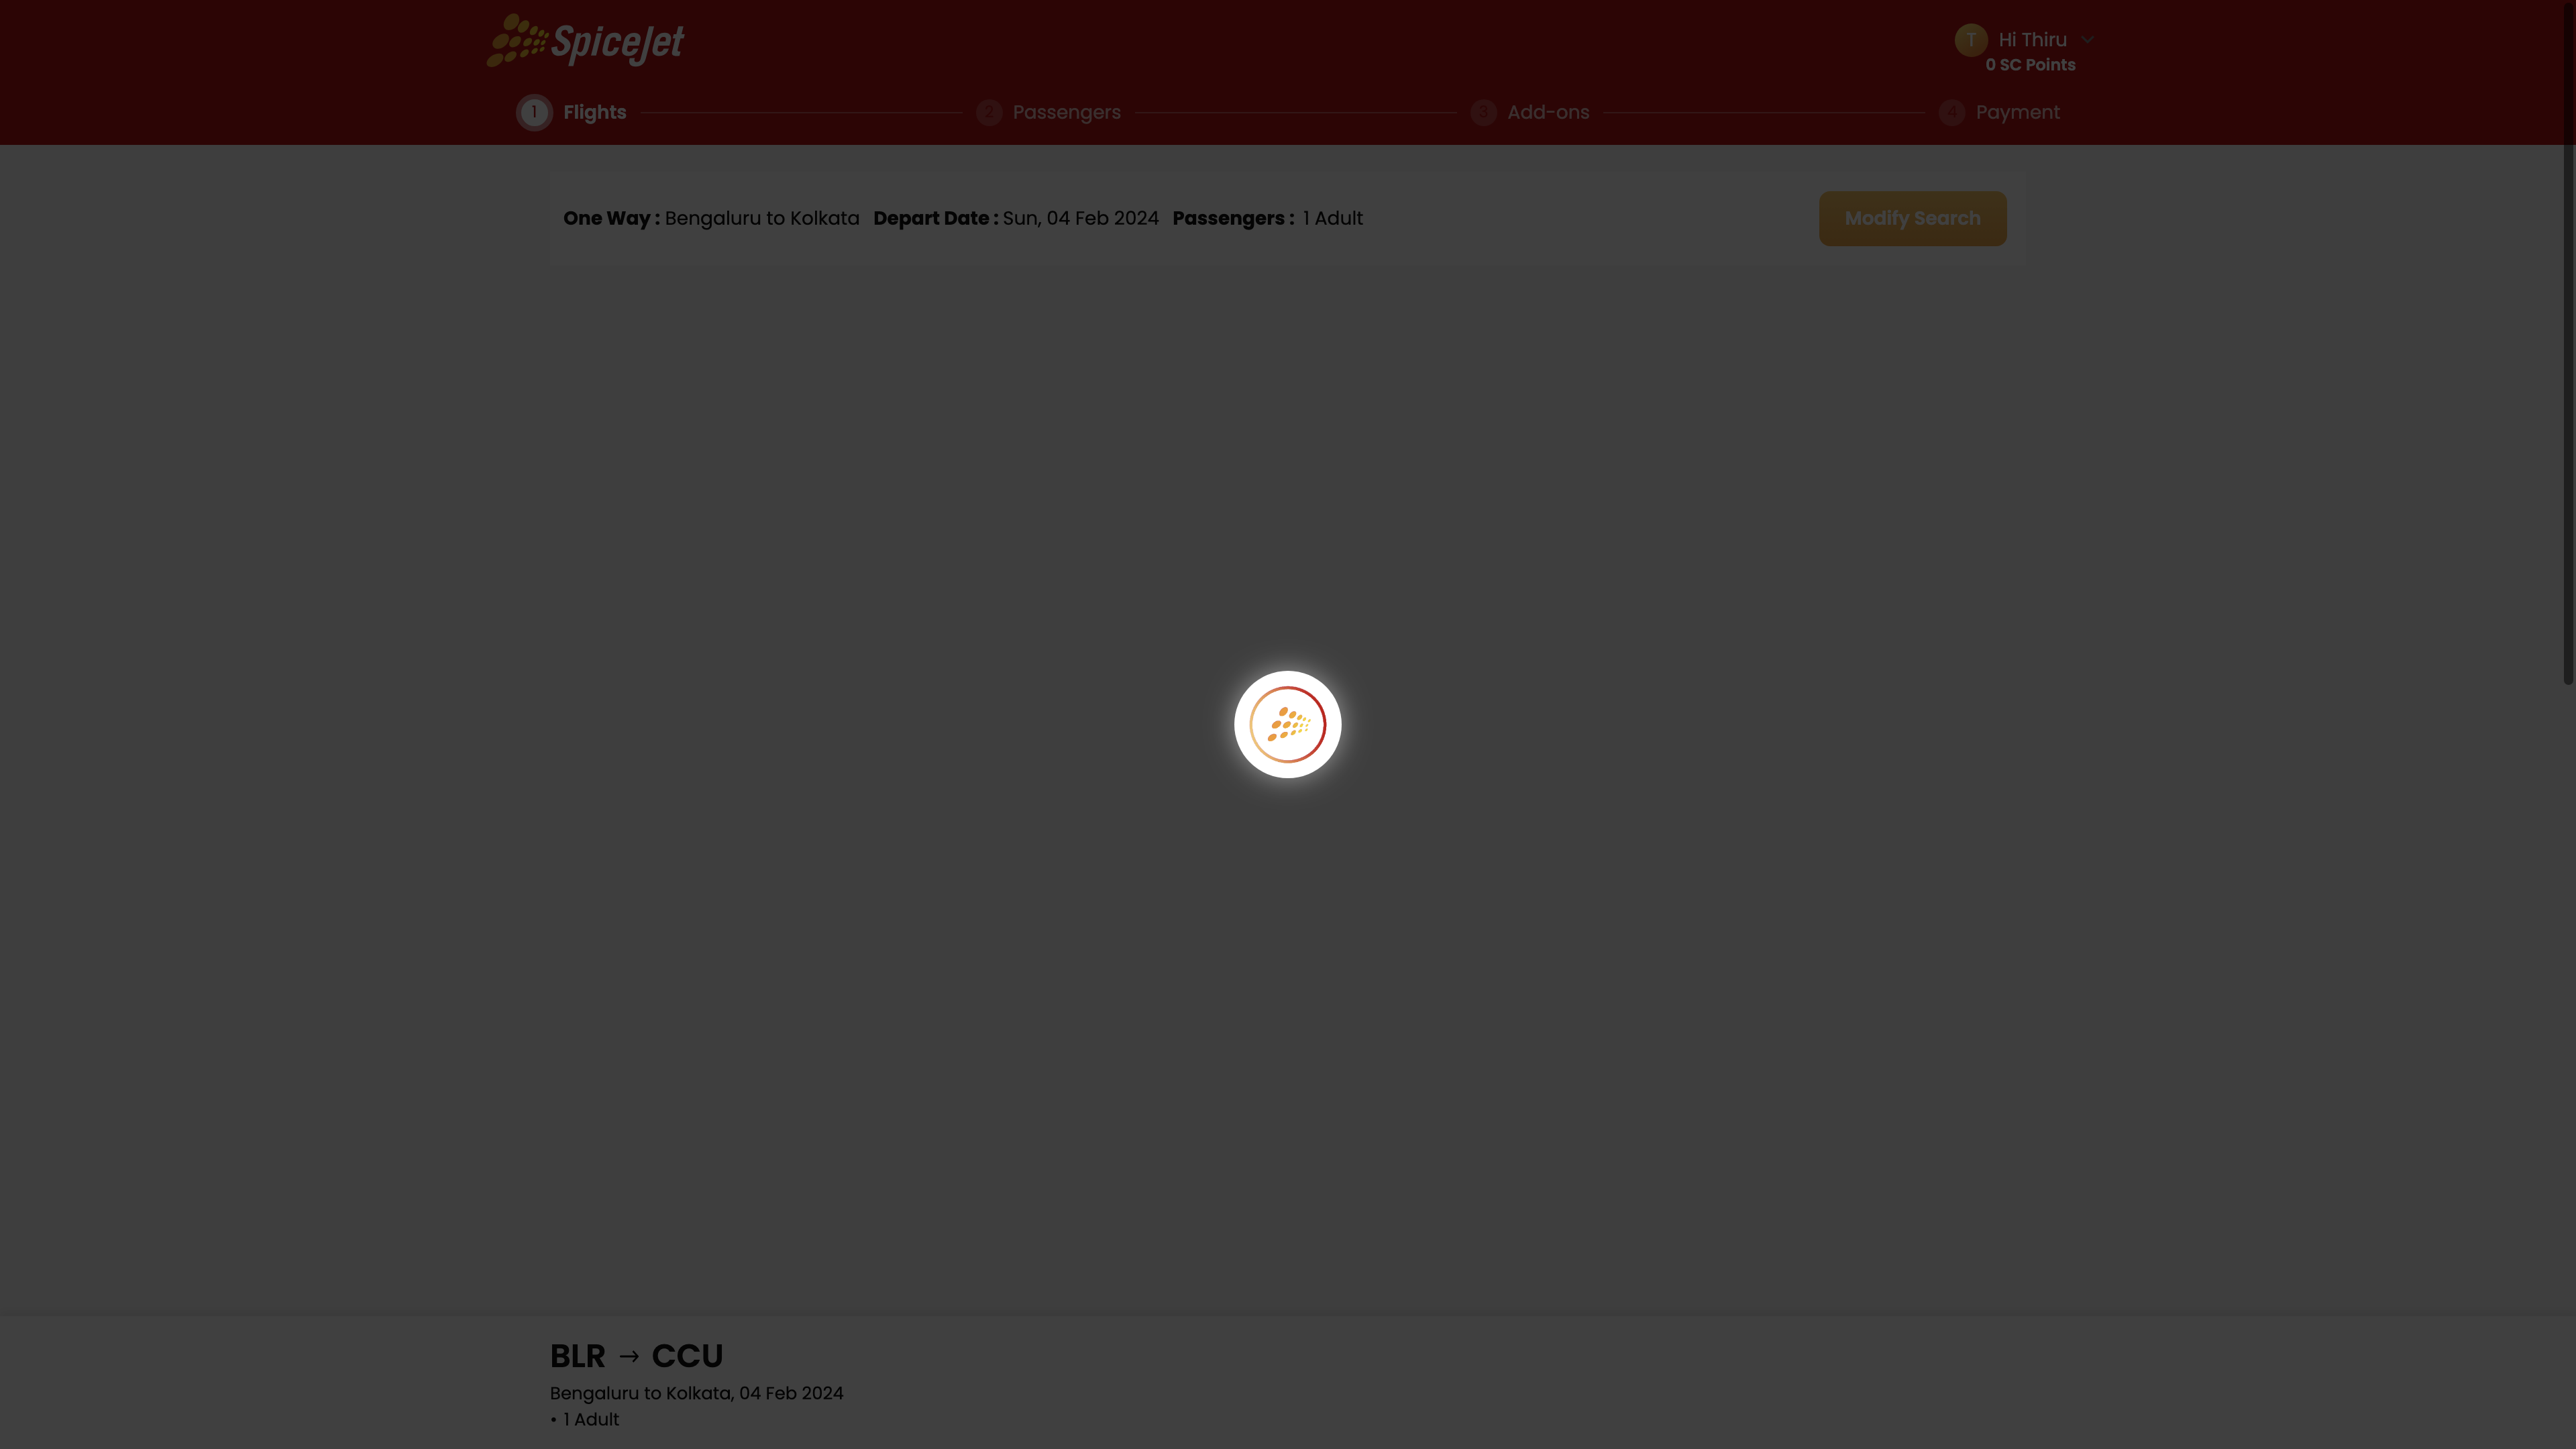 SpiceJet
T Hi Thiru
0 SC Points
1 Flights 2 Passengers 3 Add-ons 4 Payment
One Way : Bengaluru to Kolkata Depart Date : Sun, 04 Feb 2024 Passengers : 1 Adult Modify Search
BLR → CCU
Bengaluru to Kolkata, 04 Feb 2024
• 1 Adult